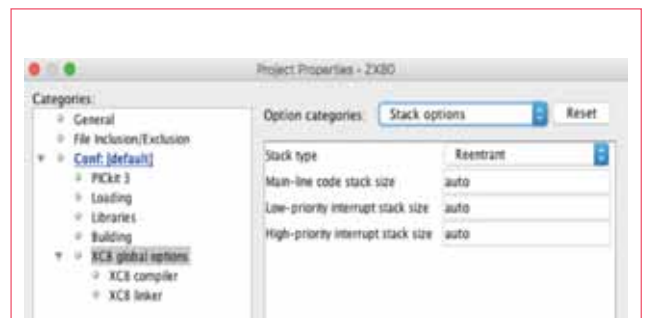 Project Properties - ZX80
Categories:
General
File Inclusion/Exclusion
Conf: [default]
PICkit 3
Loading
Libraries
Building
XC8 global options
XC8 compiler
XC8 linker
Option categories: Stack options Reset
Stack type Reentrant
Main-line code stack size auto
Low-priority interrupt stack size auto
High-priority interrupt stack size auto